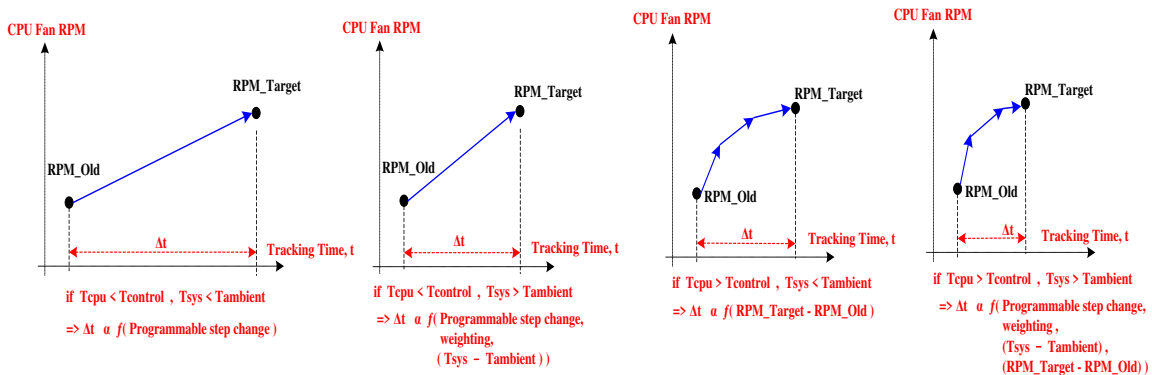 CPU Fan RPM
RPM_Target
RPM_Old
Δt
Tracking Time, t
if Tcpu < Tcontrol , Tsys < Tambient
=> Δt α f( Programmable step change )
CPU Fan RPM
RPM_Target
RPM_Old
Δt
Tracking Time, t
if Tcpu < Tcontrol , Tsys > Tambient
=> Δt α f( Programmable step change,
weighting,
( Tsys - Tambient ) )
CPU Fan RPM
RPM_Target
RPM_Old
Δt
Tracking Time, t
if Tcpu > Tcontrol , Tsys < Tambient
=> Δt α f( RPM_Target - RPM_Old )
CPU Fan RPM
RPM_Target
RPM_Old
Δt
Tracking Time, t
if Tcpu > Tcontrol , Tsys > Tambient
=> Δt α f( Programmable step change,
weighting ,
(Tsys - Tambient) ,
(RPM_Target - RPM_Old) )